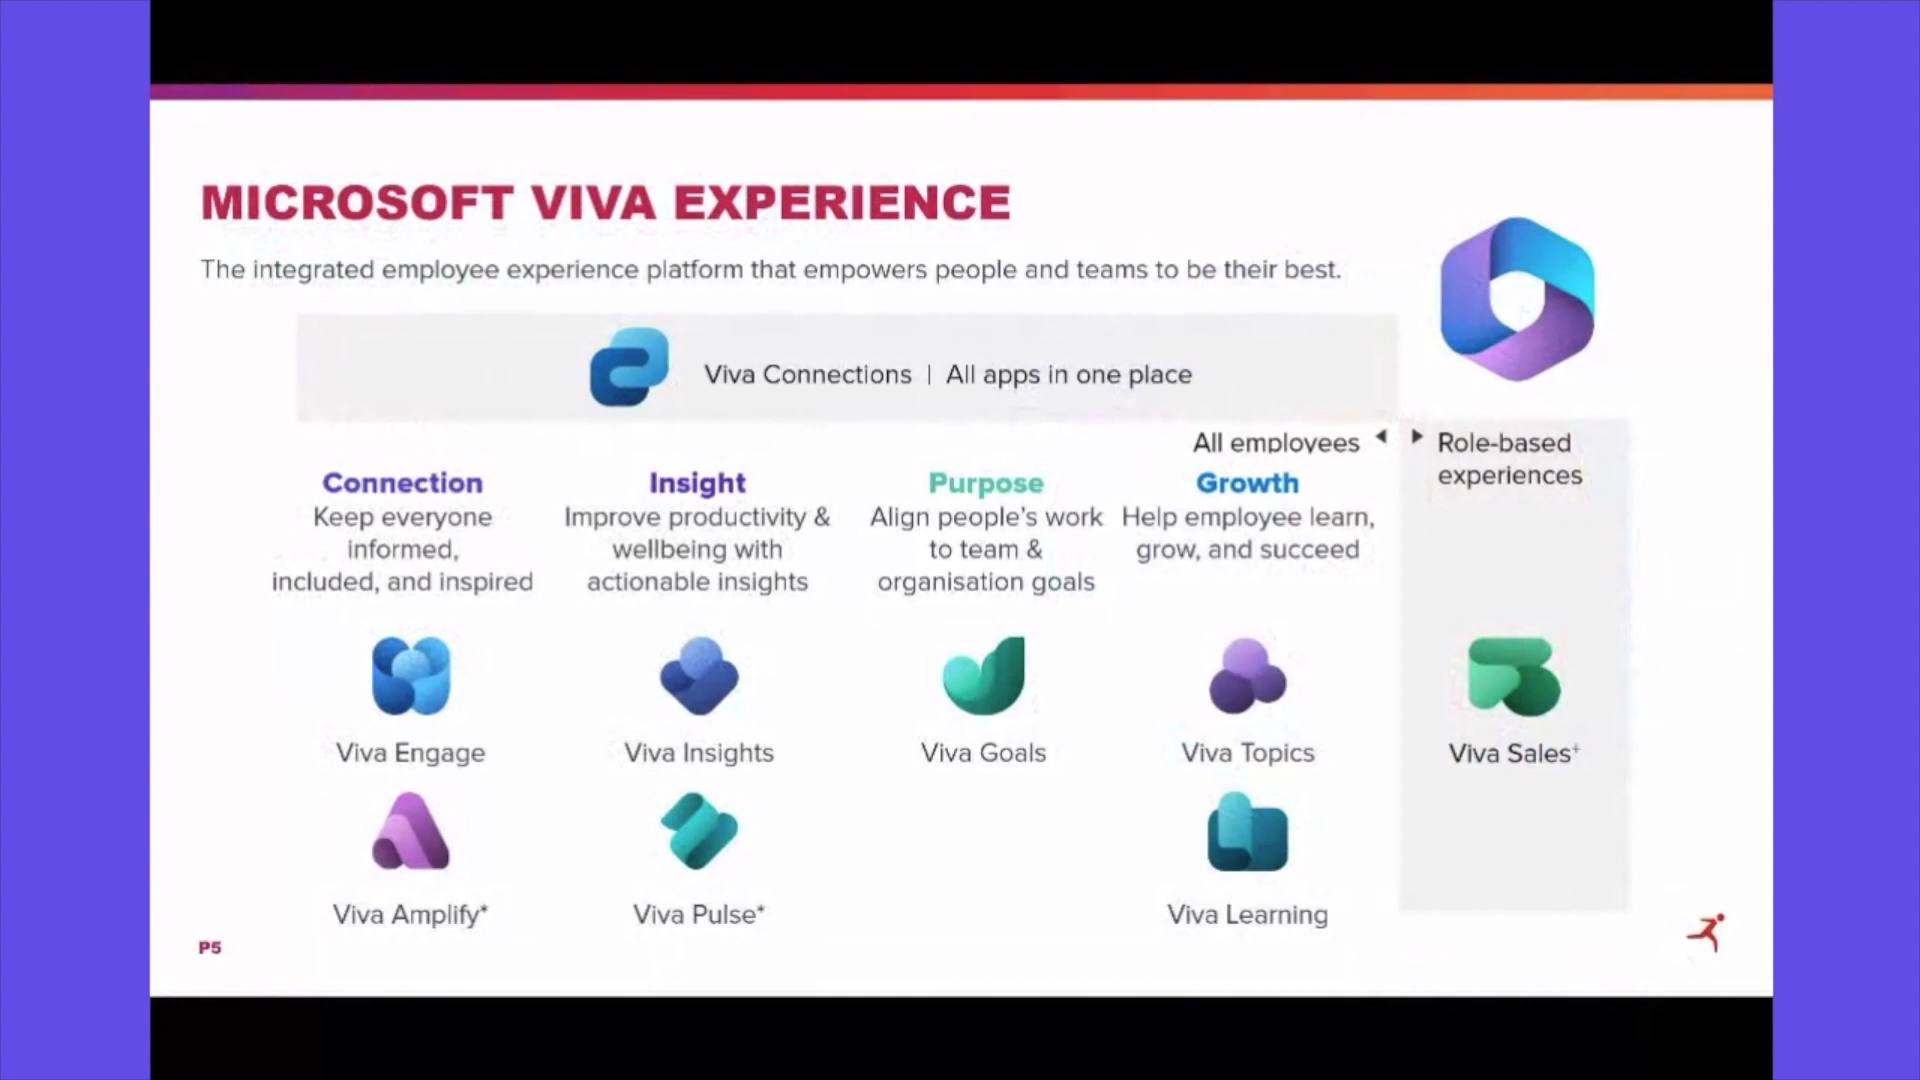 MICROSOFT VIVA EXPERIENCE
The integrated employee experience platform that empowers people and teams to be their best.
Viva Connections | All apps in one place
All employees
Role-based
experiences
Connection
Keep everyone
informed,
included, and inspired
Insight
Improve productivity &
wellbeing with
actionable insights
Purpose
Align people's work
to team &
organisation goals
Growth
Help employee learn,
grow, and succeed
Viva Engage
Viva Insights
Viva Goals
Viva Topics
Viva Sales+
Viva Amplify*
Viva Pulse*
Viva Learning
P5